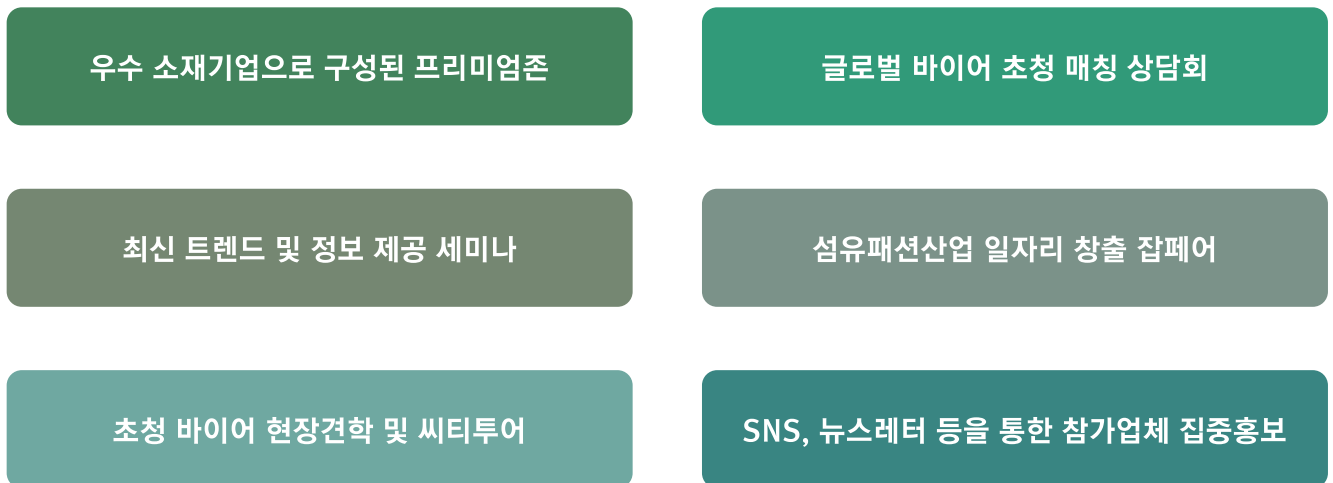 우수 소재기업으로 구성된 프리미엄존
글로벌 바이어 초청 매칭 상담회
최신 트렌드 및 정보 제공 세미나
섬유패션산업 일자리 창출 잡페어
초청 바이어 현장견학 및 씨티투어
SNS, 뉴스레터 등을 통한 참가업체 집중홍보